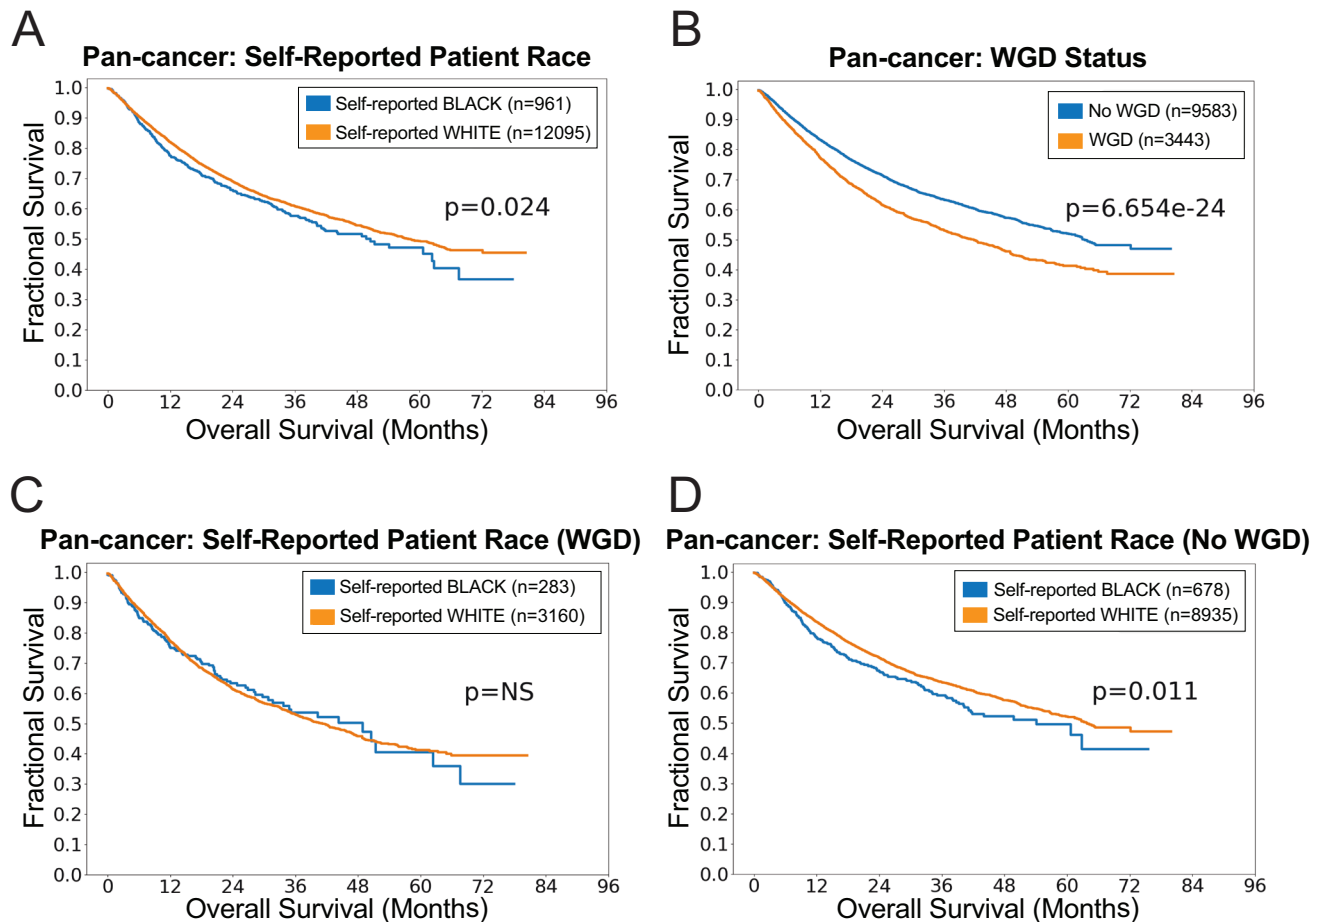 A
Pan-cancer: Self-Reported Patient Race
Fractional Survival
1.0
0.9
0.8
0.7
0.6
0.5
0.4
0.3
0.2
0.1
0.0
Self-reported BLACK (n=961)
Self-reported WHITE (n=12095)
p=0.024
0 12 24 36 48 60 72 84 96
Overall Survival (Months)
B
Pan-cancer: WGD Status
Fractional Survival
1.0
0.9
0.8
0.7
0.6
0.5
0.4
0.3
0.2
0.1
0.0
No WGD (n=9583)
WGD (n=3443)
p=6.654e-24
0 12 24 36 48 60 72 84 96
Overall Survival (Months)
C
Pan-cancer: Self-Reported Patient Race (WGD)
Fractional Survival
1.0
0.9
0.8
0.7
0.6
0.5
0.4
0.3
0.2
0.1
0.0
Self-reported BLACK (n=283)
Self-reported WHITE (n=3160)
p=NS
0 12 24 36 48 60 72 84 96
Overall Survival (Months)
D
Pan-cancer: Self-Reported Patient Race (No WGD)
Fractional Survival
1.0
0.9
0.8
0.7
0.6
0.5
0.4
0.3
0.2
0.1
0.0
Self-reported BLACK (n=678)
Self-reported WHITE (n=8935)
p=0.011
0 12 24 36 48 60 72 84 96
Overall Survival (Months)